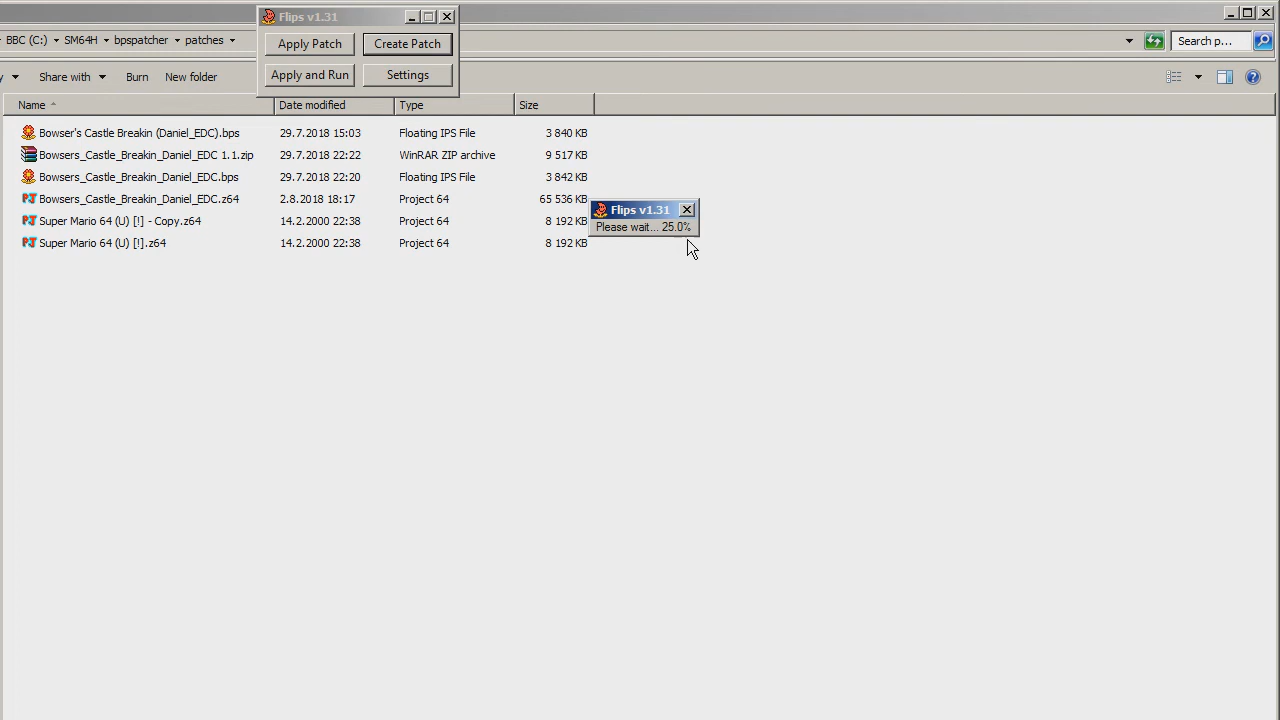 Flips v1.31
Apply Patch
Create Patch
Apply and Run
Settings
BBC (C:) SM64H bpspatcher patches
Search p...
Share with Burn New folder
Name Date modified Type Size
Bowser's Castle Breakin (Daniel_EDC).bps 29.7.2018 15:03 Floating IPS File 3 840 KB
Bowsers_Castle_Breakin_Daniel_EDC 1.1.zip 29.7.2018 22:22 WinRAR ZIP archive 9 517 KB
Bowsers_Castle_Breakin_Daniel_EDC.bps 29.7.2018 22:20 Floating IPS File 3 842 KB
Bowsers_Castle_Breakin_Daniel_EDC.z64 2.8.2018 18:17 Project 64 65 536 KB
Super Mario 64 (U) [!] - Copy.z64 14.2.2000 22:38 Project 64 8 192 KB
Super Mario 64 (U) [!].z64 14.2.2000 22:38 Project 64 8 192 KB
Flips v1.31
Please wait... 25.0%